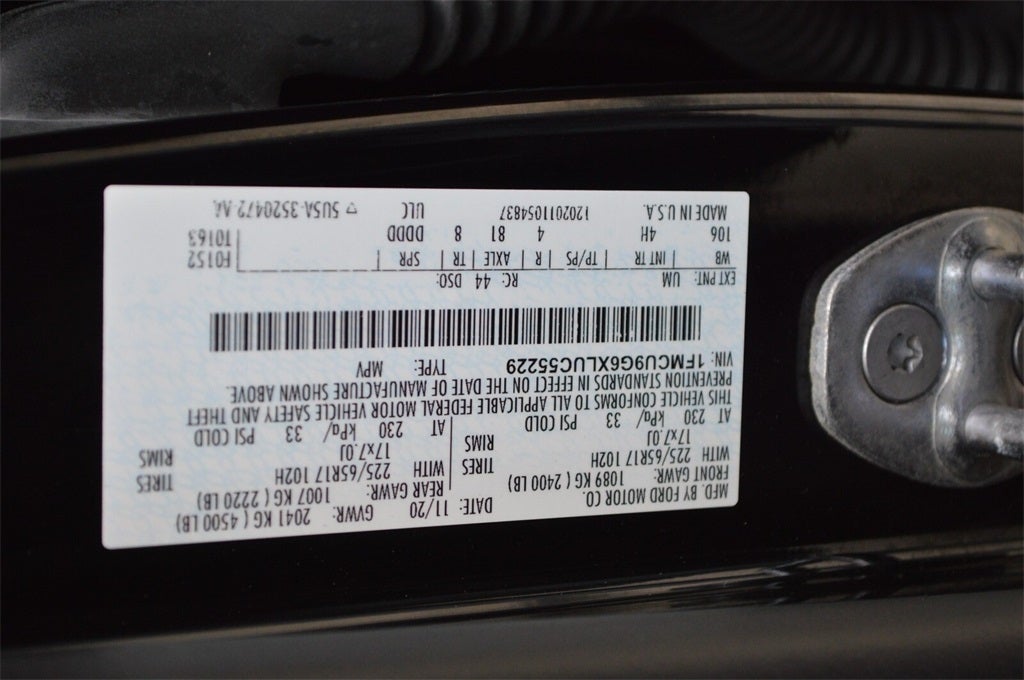 MFD. BY FORD MOTOR CO.
DATE: 11/20 GVWR: 2041 KG ( 4500 LB)
FRONT GAWR: 1089 KG ( 2400 LB) REAR GAWR: 1007 KG ( 2220 LB)
WITH 225/65R17 102H TIRES WITH 225/65R17 102H TIRES
17x7.0J RIMS 17x7.0J RIMS
AT 230 kPa/ 33 PSI COLD AT 230 kPa/ 33 PSI COLD
THIS VEHICLE CONFORMS TO ALL APPLICABLE FEDERAL MOTOR VEHICLE SAFETY AND THEFT
PREVENTION STANDARDS IN EFFECT ON THE DATE OF MANUFACTURE SHOWN ABOVE.
VIN: 1FMCU9G6XLUC55229 TYPE: MPV
EXT PNT: UM RC: 44 DSO:
WB | INT TR | TP/PS | R | AXLE | TR | SPR F0152
106 4H 4 81 8 DDDD T0163
MADE IN U.S.A. 120201105483​7 ULC ▽ 5U5A-3520472-AA